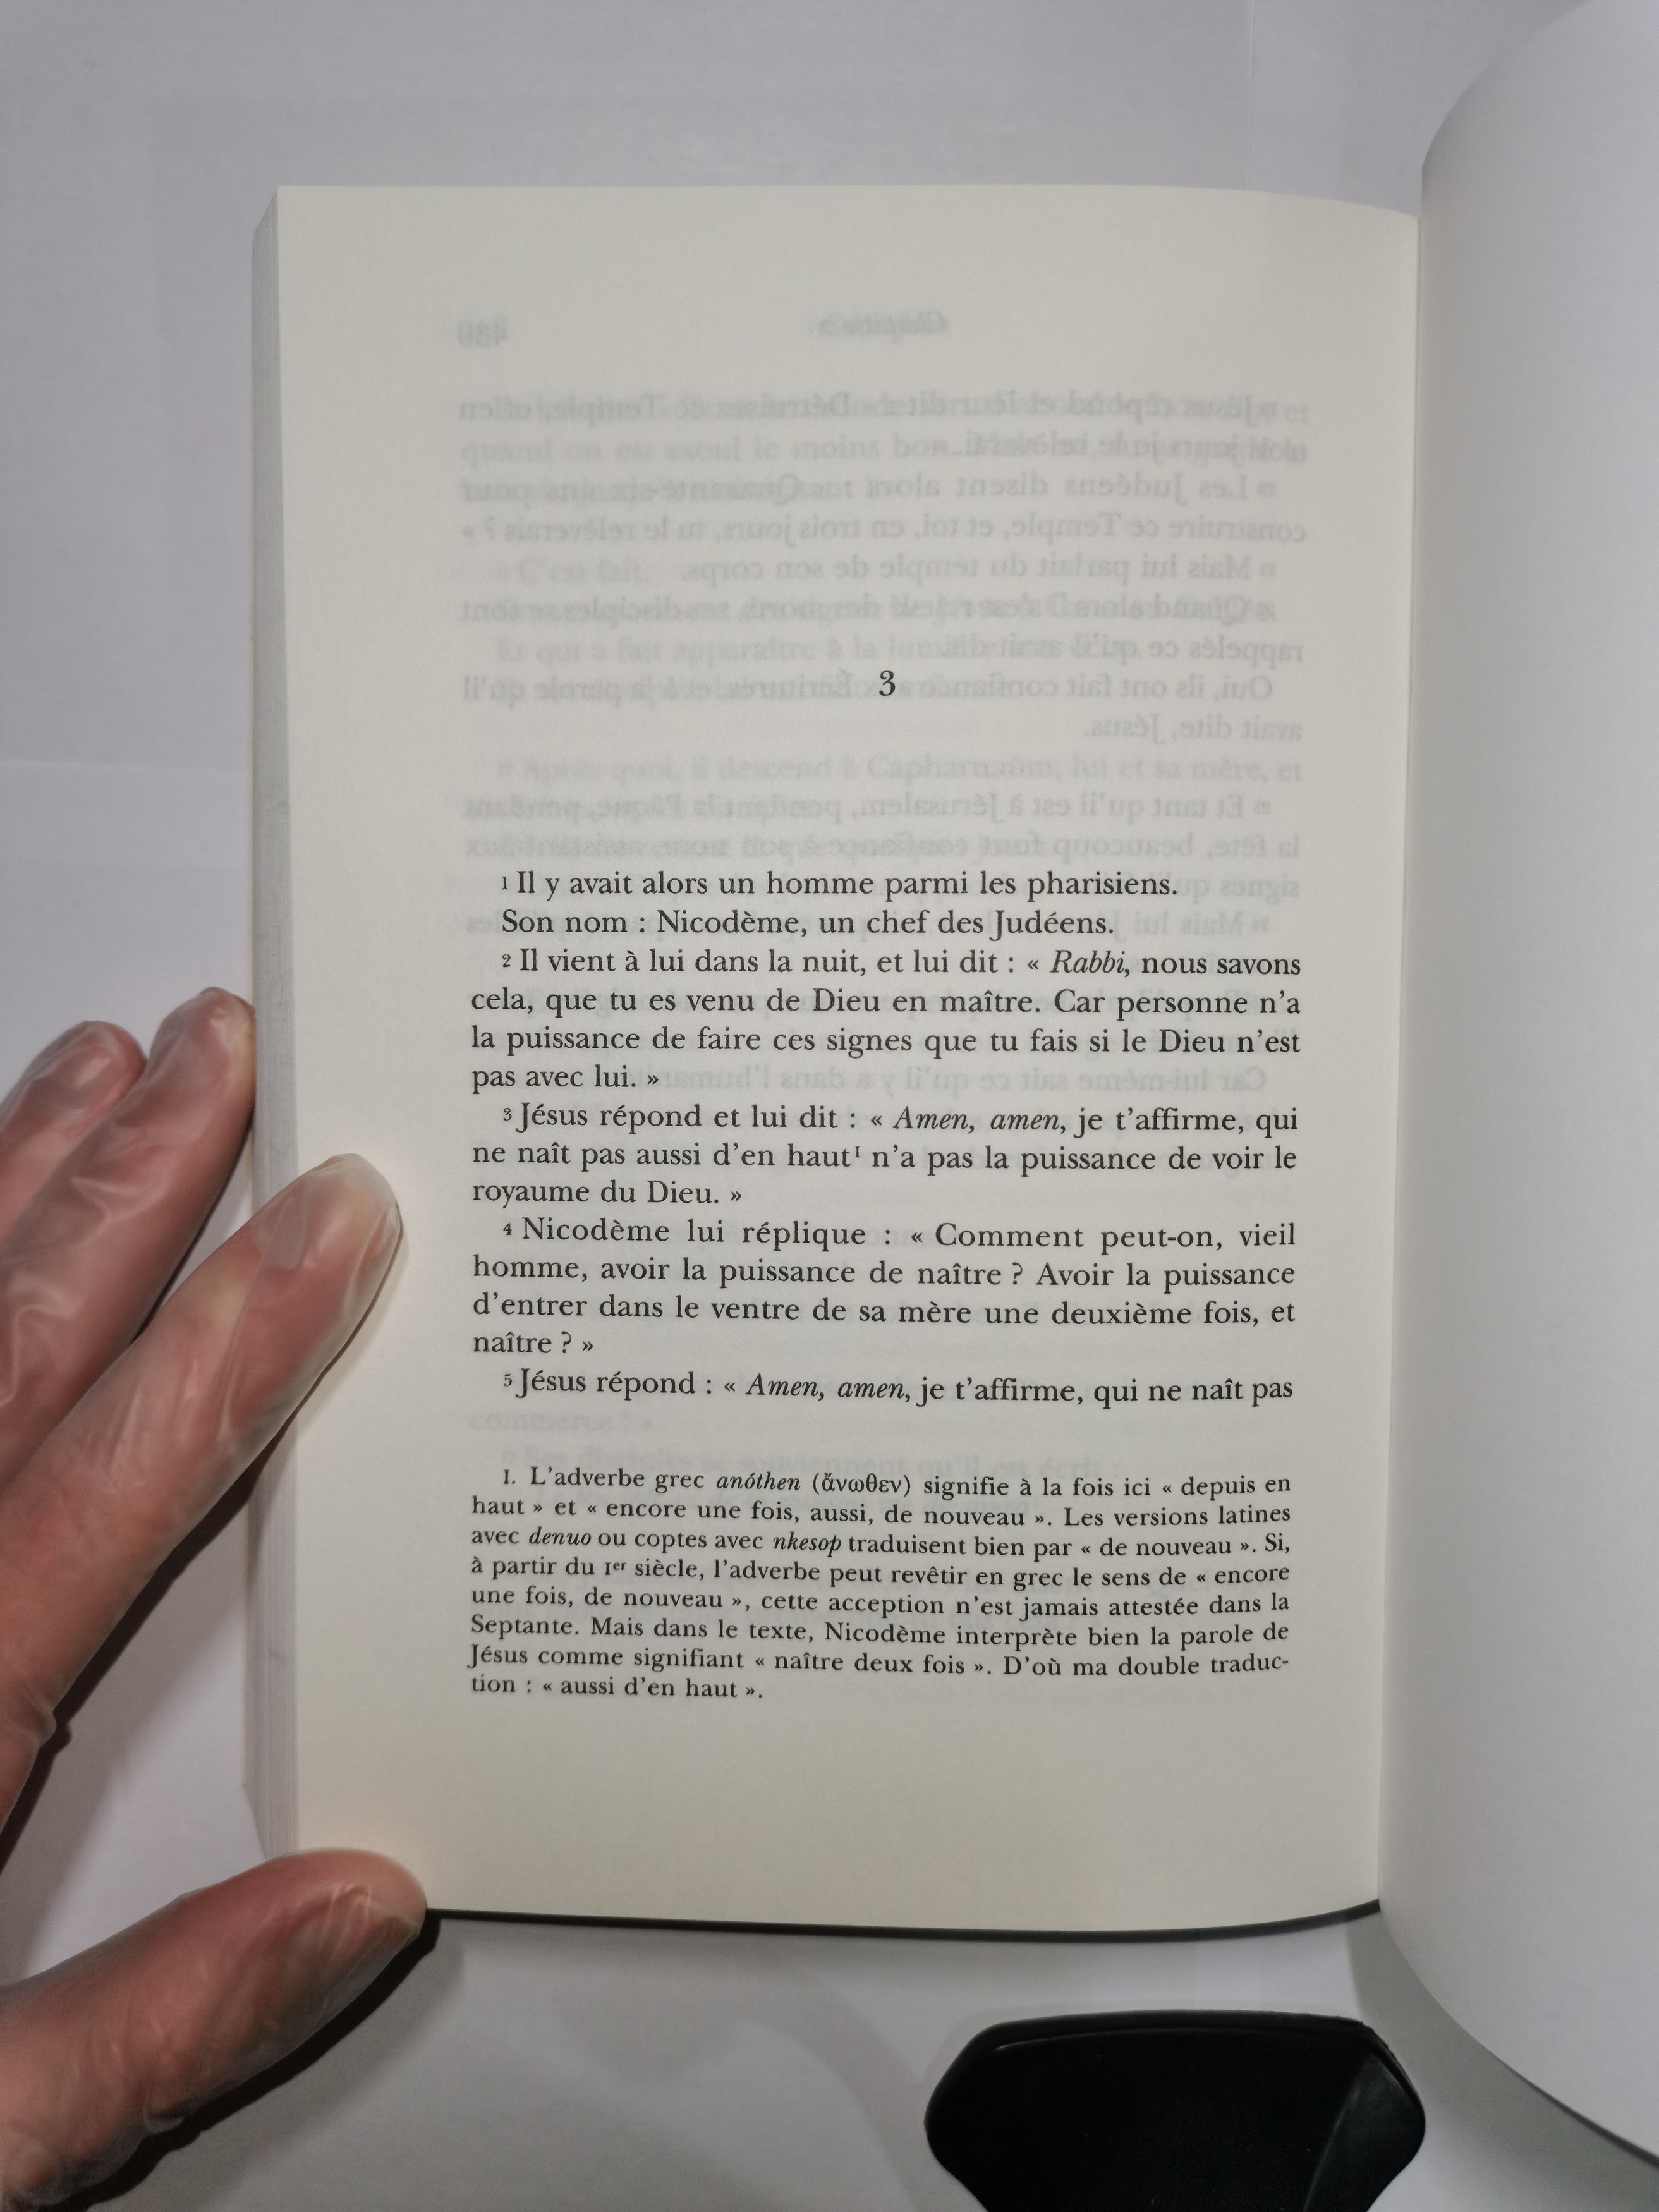 3
1 Il y avait alors un homme parmi les pharisiens.
Son nom : Nicodème, un chef des Judéens.
2 Il vient à lui dans la nuit, et lui dit : « Rabbi, nous savons
cela, que tu es venu de Dieu en maître. Car personne n’a
la puissance de faire ces signes que tu fais si le Dieu n’est
pas avec lui. »
3 Jésus répond et lui dit : « Amen, amen, je t’affirme, qui
ne naît pas aussi d’en haut¹ n’a pas la puissance de voir le
royaume du Dieu. »
4 Nicodème lui réplique : « Comment peut-on, vieil
homme, avoir la puissance de naître ? Avoir la puissance
d’entrer dans le ventre de sa mère une deuxième fois, et
naître ? »
5 Jésus répond : « Amen, amen, je t’affirme, qui ne naît pas
1. L’adverbe grec anóthen (ἄνωθεν) signifie à la fois ici « depuis en
haut » et « encore une fois, aussi, de nouveau ». Les versions latines
avec denuo ou coptes avec nkesop traduisent bien par « de nouveau ». Si,
à partir du Iᵉʳ siècle, l’adverbe peut revêtir en grec le sens de « encore
une fois, de nouveau », cette acception n’est jamais attestée dans la
Septante. Mais dans le texte, Nicodème interprète bien la parole de
Jésus comme signifiant « naître deux fois ». D’où ma double traduc-
tion : « aussi d’en haut ».